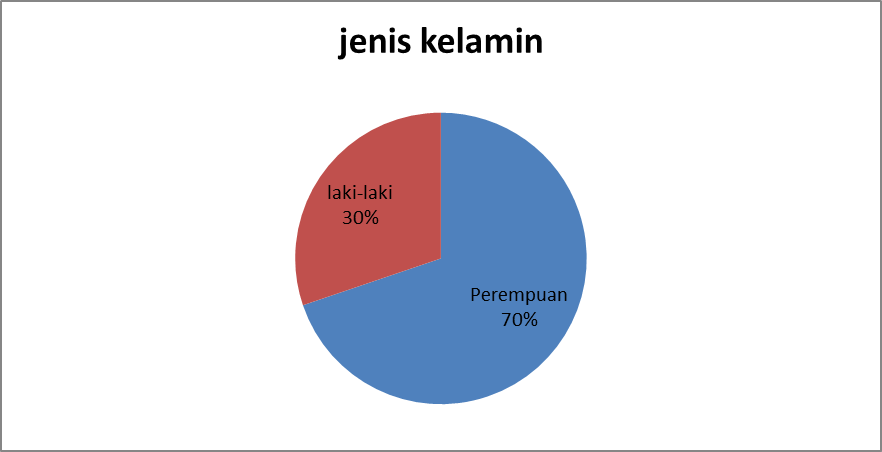 jenis kelamin
laki-laki
30%
Perempuan
70%